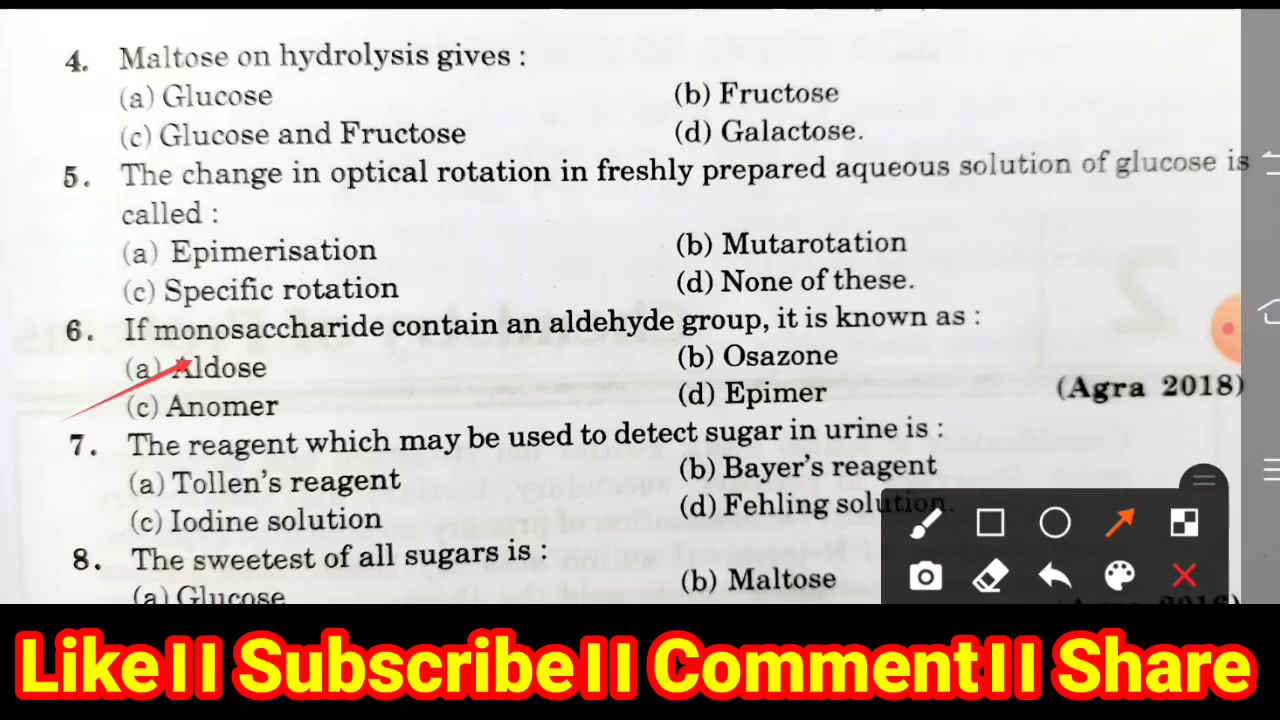 4. Maltose on hydrolysis gives :
(a) Glucose (b) Fructose
(c) Glucose and Fructose (d) Galactose.
5. The change in optical rotation in freshly prepared aqueous solution of glucose is
called :
(a) Epimerisation (b) Mutarotation
(c) Specific rotation (d) None of these.
6. If monosaccharide contain an aldehyde group, it is known as :
(a) Aldose (b) Osazone
(c) Anomer (d) Epimer (Agra 2018)
7. The reagent which may be used to detect sugar in urine is :
(a) Tollen's reagent (b) Bayer's reagent
(c) Iodine solution (d) Fehling solution.
8. The sweetest of all sugars is :
(a) Glucose (b) Maltose
LikeII Subscribe II CommentII Share